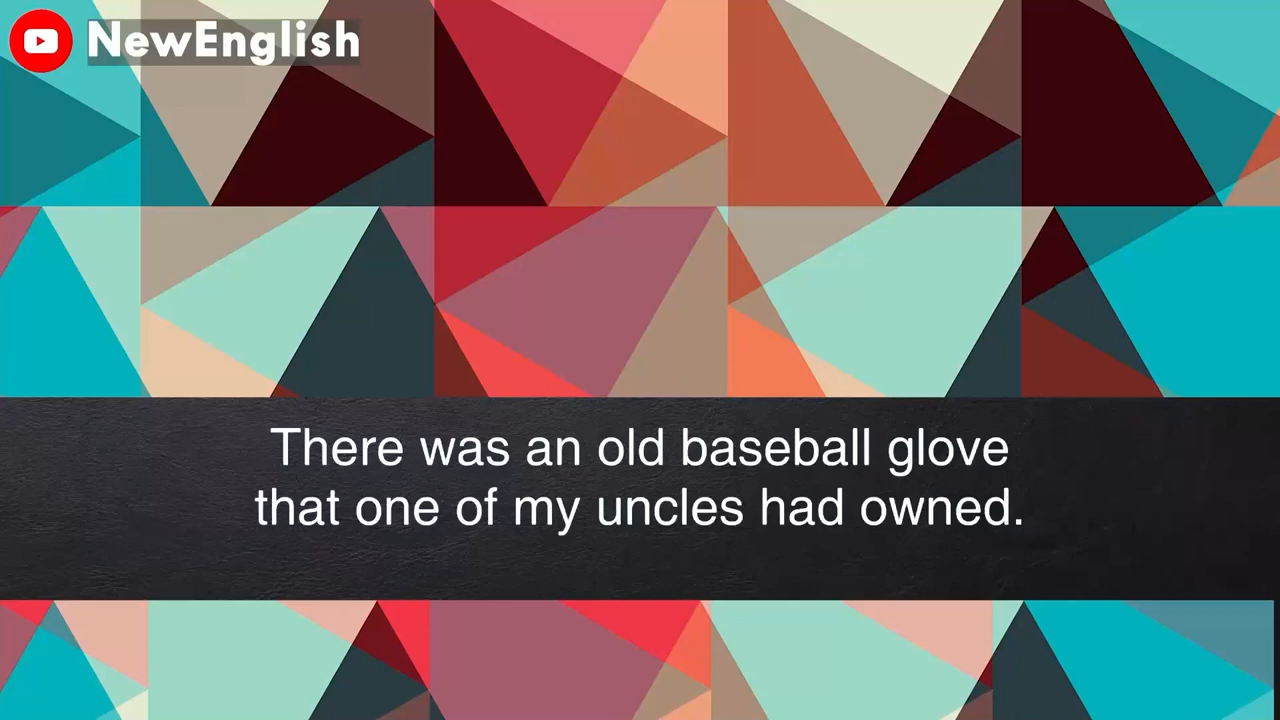 NewEnglish
There was an old baseball glove
that one of my uncles had owned.